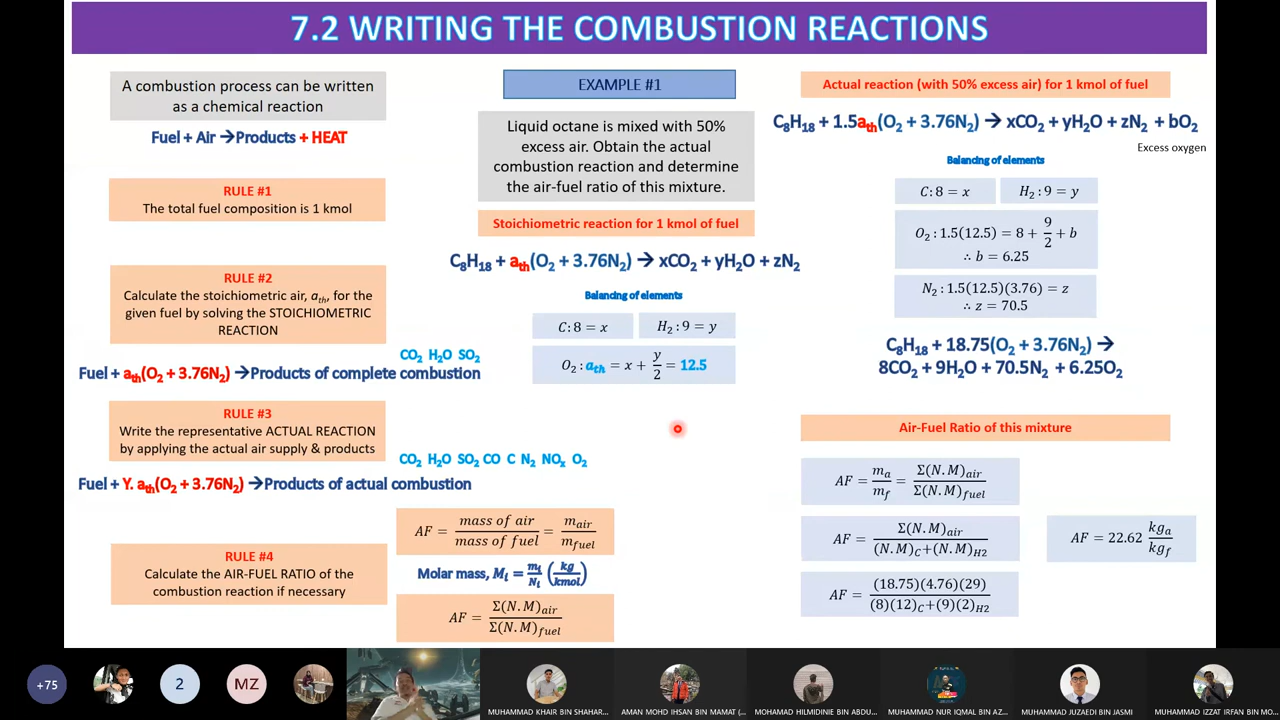 7.2 WRITING THE COMBUSTION REACTIONS
A combustion process can be written
as a chemical reaction
Fuel + Air →Products + HEAT
RULE #1
The total fuel composition is 1 kmol
RULE #2
Calculate the stoichiometric air, aₜₕ, for the
given fuel by solving the STOICHIOMETRIC
REACTION
CO₂ H₂O SO₂
Fuel + aₜₕ(O₂ + 3.76N₂) →Products of complete combustion
RULE #3
Write the representative ACTUAL REACTION
by applying the actual air supply & products
CO₂ H₂O SO₂ CO C N₂ NOₓ O₂
Fuel + Y. aₜₕ(O₂ + 3.76N₂) →Products of actual combustion
RULE #4
Calculate the AIR-FUEL RATIO of the
combustion reaction if necessary
AF = mass of air / mass of fuel = m_air / m_fuel
Molar mass, Mᵢ = mᵢ/Nᵢ (kg/kmol)
AF = Σ(N.M)_air / Σ(N.M)_fuel
EXAMPLE #1
Liquid octane is mixed with 50%
excess air. Obtain the actual
combustion reaction and determine
the air-fuel ratio of this mixture.
Stoichiometric reaction for 1 kmol of fuel
C₈H₁₈ + aₜₕ(O₂ + 3.76N₂) → xCO₂ + yH₂O + zN₂
Balancing of elements
C: 8 = x
H₂: 9 = y
O₂: aₜₕ = x + y/2 = 12.5
Actual reaction (with 50% excess air) for 1 kmol of fuel
C₈H₁₈ + 1.5aₜₕ(O₂ + 3.76N₂) → xCO₂ + yH₂O + zN₂ + bO₂
Excess oxygen
Balancing of elements
C: 8 = x
H₂: 9 = y
O₂: 1.5(12.5) = 8 + 9/2 + b
∴ b = 6.25
N₂: 1.5(12.5)(3.76) = z
∴ z = 70.5
C₈H₁₈ + 18.75(O₂ + 3.76N₂) →
8CO₂ + 9H₂O + 70.5N₂ + 6.25O₂
Air-Fuel Ratio of this mixture
AF = mₐ / m_f = Σ(N.M)_air / Σ(N.M)_fuel
AF = Σ(N.M)_air / (N.M)_C+(N.M)_H2
AF = 22.62 kgₐ / kg_f
AF = (18.75)(4.76)(29) / (8)(12)_C+(9)(2)_H2
+75
2
MZ
MUHAMMAD KHAIR BIN SHAHAR...
AMAN MOHD IHSAN BIN MAMAT (...
MOHAMAD HILMIDINIE BIN ABDU...
MUHAMMAD NUR IQMAL BIN AZ...
MUHAMMAD JUZAEDI BIN JASMI
MUHAMMAD IZZAT IRFAN BIN MO...